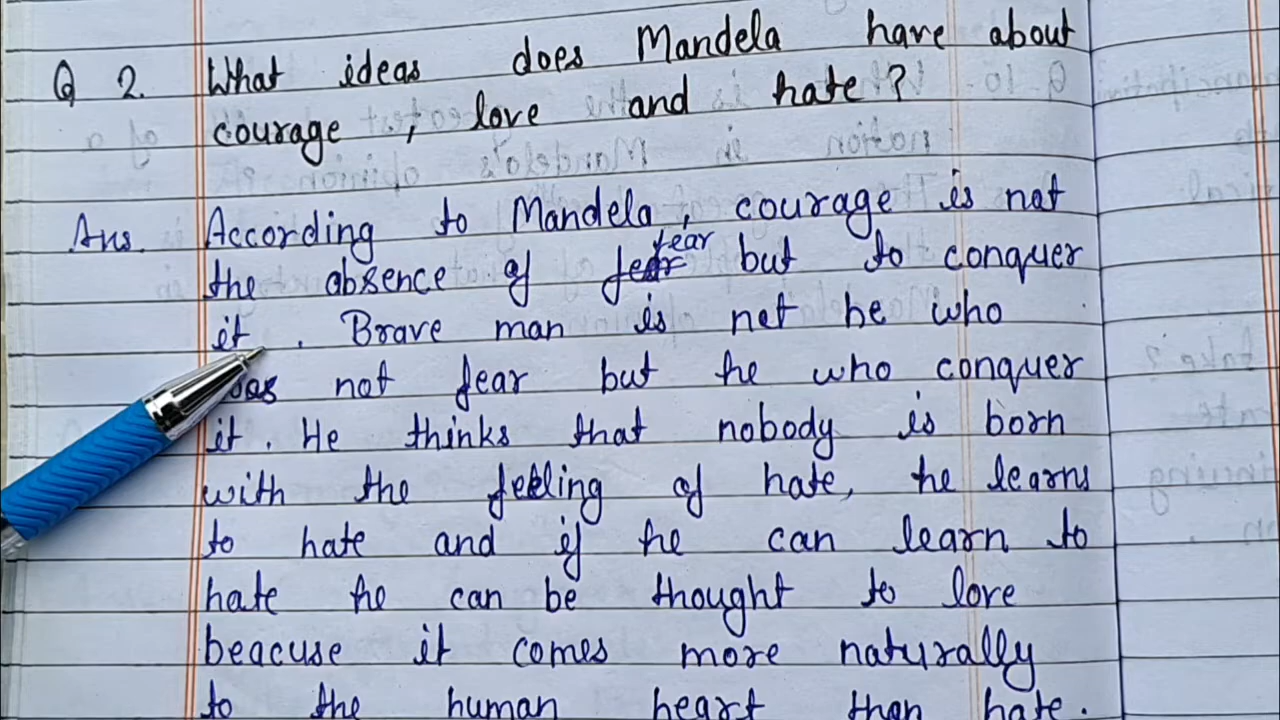 Q 2. What ideas does Mandela have about
courage, love and hate?
Ans. According to Mandela, courage is not
the absence of fear but to conquer
it. Brave man is not he who
does not fear but he who conquer
it. He thinks that nobody is born
with the feeling of hate, he learns
to hate and if he can learn to
hate he can be thought to love
beacuse it comes more naturally
to the human heart than hate.